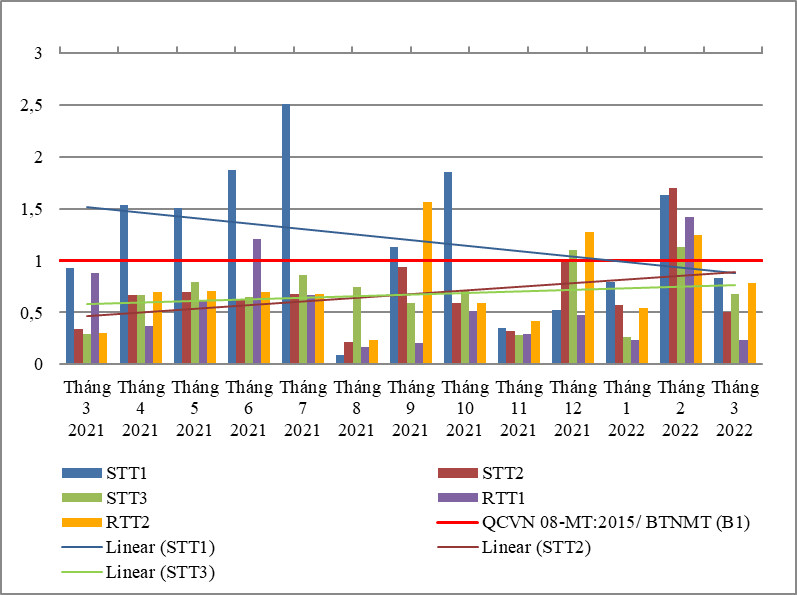 3
2,5
2
1,5
1
0,5
0
Tháng Tháng Tháng Tháng Tháng Tháng Tháng Tháng Tháng Tháng Tháng Tháng Tháng
3 4 5 6 7 8 9 10 11 12 1 2 3
2021 2021 2021 2021 2021 2021 2021 2021 2021 2021 2022 2022 2022
STT1 STT2
STT3 RTT1
RTT2 QCVN 08-MT:2015/ BTNMT (B1)
Linear (STT1) Linear (STT2)
Linear (STT3)